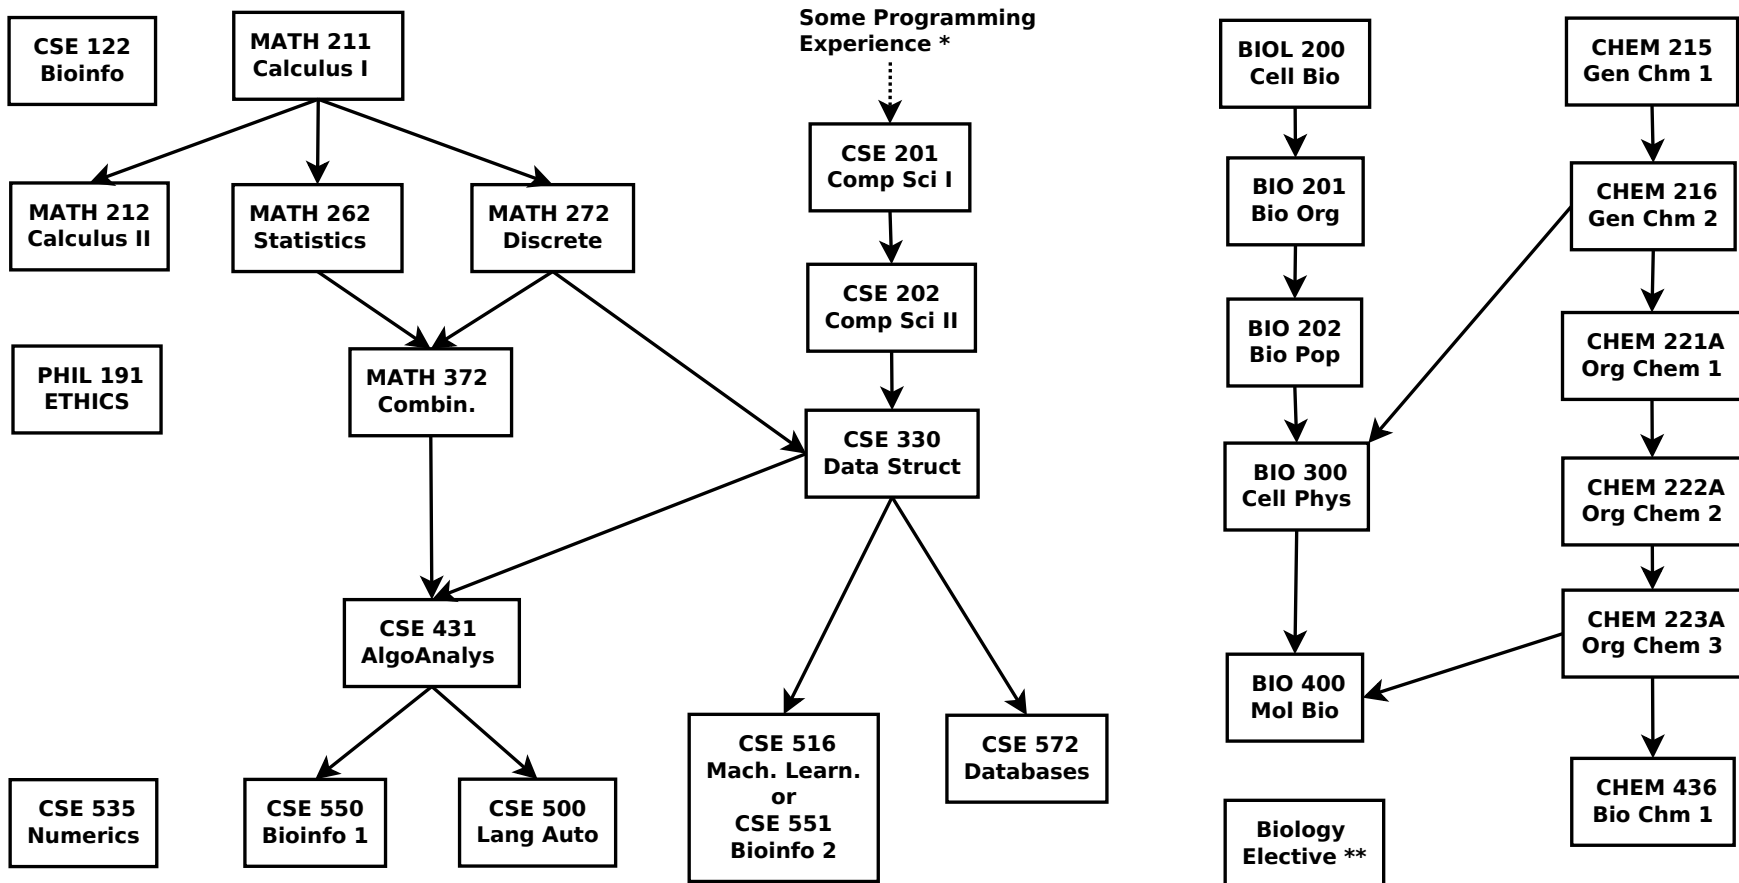 Some Programming
Experience *
CSE 122
Bioinfo
MATH 211
Calculus I
BIOL 200
Cell Bio
CHEM 215
Gen Chm 1
CSE 201
Comp Sci I
MATH 212
Calculus II
MATH 262
Statistics
MATH 272
Discrete
BIO 201
Bio Org
CHEM 216
Gen Chm 2
CSE 202
Comp Sci II
BIO 202
Bio Pop
CHEM 221A
Org Chem 1
PHIL 191
ETHICS
MATH 372
Combin.
CSE 330
Data Struct
BIO 300
Cell Phys
CHEM 222A
Org Chem 2
CSE 431
AlgoAnalys
CHEM 223A
Org Chem 3
BIO 400
Mol Bio
CSE 516
Mach. Learn.
or
CSE 551
Bioinfo 2
CSE 572
Databases
CSE 535
Numerics
CSE 550
Bioinfo 1
CSE 500
Lang Auto
Biology
Elective **
CHEM 436
Bio Chm 1